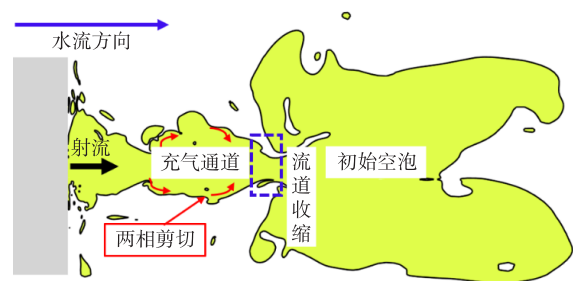 水流方向
射流
充气通道
流道收缩
初始空泡
两相剪切